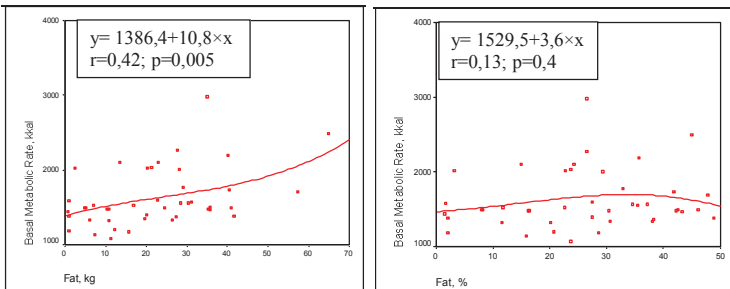 y= 1386,4+10,8×x
r=0,42; p=0,005
Basal Metabolic Rate, kkal
4000
3000
2000
1000
0 10 20 30 40 50 60 70
Fat, kg
y= 1529,5+3,6×x
r=0,13; p=0,4
Basal Metabolic Rate, kkal
4000
3000
2000
1000
0 10 20 30 40 50
Fat, %